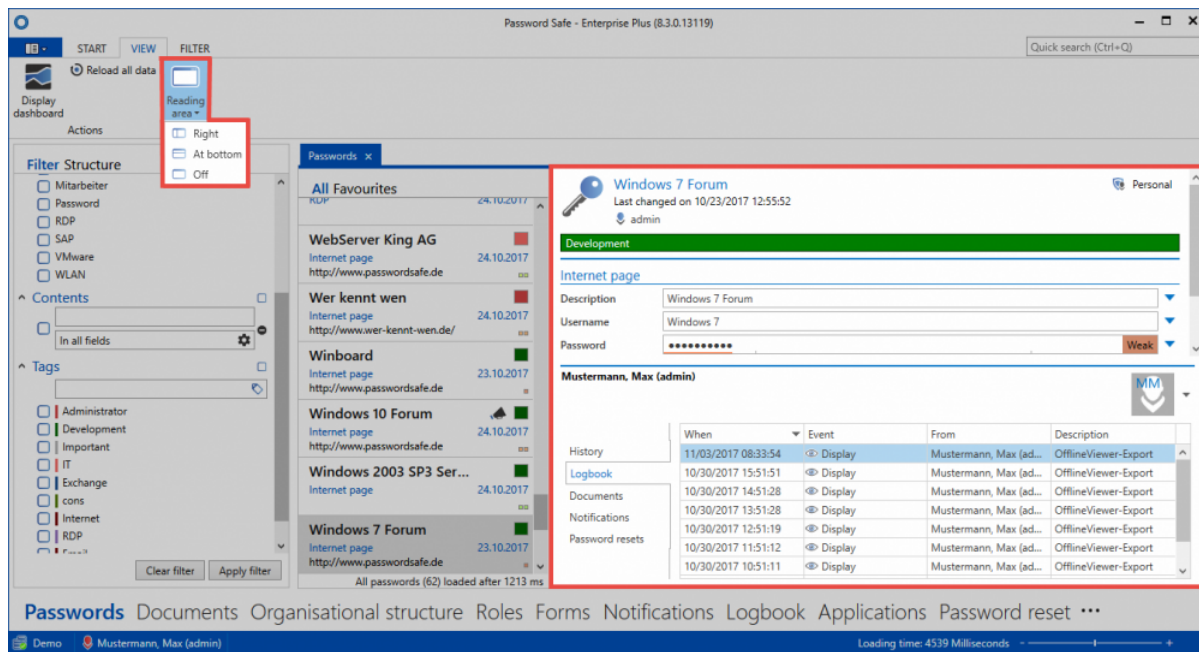 Password Safe - Enterprise Plus (8.3.0.13119)
START VIEW FILTER
Quick search (Ctrl+Q)
Display dashboard
Reload all data
Reading area
Actions
Right
At bottom
Off
Filter Structure
Mitarbeiter
Password
RDP
SAP
VMware
WLAN
Contents
In all fields
Tags
Administrator
Development
Important
IT
Exchange
cons
Internet
RDP
Email
Clear filter Apply filter
Passwords x
All Favourites
RDP 24.10.2017
WebServer King AG
Internet page 24.10.2017
http://www.passwordsafe.de
Wer kennt wen
Internet page 24.10.2017
http://www.wer-kennt-wen.de/
Winboard
Internet page 23.10.2017
http://www.passwordsafe.de
Windows 10 Forum
Internet page 24.10.2017
http://www.passwordsafe.de
Windows 2003 SP3 Ser...
Internet page 24.10.2017
Windows 7 Forum
Internet page 23.10.2017
http://www.passwordsafe.de
All passwords (62) loaded after 1213 ms
Windows 7 Forum
Personal
Last changed on 10/23/2017 12:55:52
admin
Development
Internet page
Description Windows 7 Forum
Username Windows 7
Password •••••••••• Weak
Mustermann, Max (admin)
MM
History
Logbook
Documents
Notifications
Password resets
When Event From Description
11/03/2017 08:33:54 Display Mustermann, Max (ad... OfflineViewer-Export
10/30/2017 15:51:51 Display Mustermann, Max (ad... OfflineViewer-Export
10/30/2017 14:51:28 Display Mustermann, Max (ad... OfflineViewer-Export
10/30/2017 13:51:28 Display Mustermann, Max (ad... OfflineViewer-Export
10/30/2017 12:51:19 Display Mustermann, Max (ad... OfflineViewer-Export
10/30/2017 11:51:12 Display Mustermann, Max (ad... OfflineViewer-Export
10/30/2017 10:51:11 Display Mustermann, Max (ad... OfflineViewer-Export
Passwords Documents Organisational structure Roles Forms Notifications Logbook Applications Password reset •••
Demo Mustermann, Max (admin) Loading time: 4539 Milliseconds - +